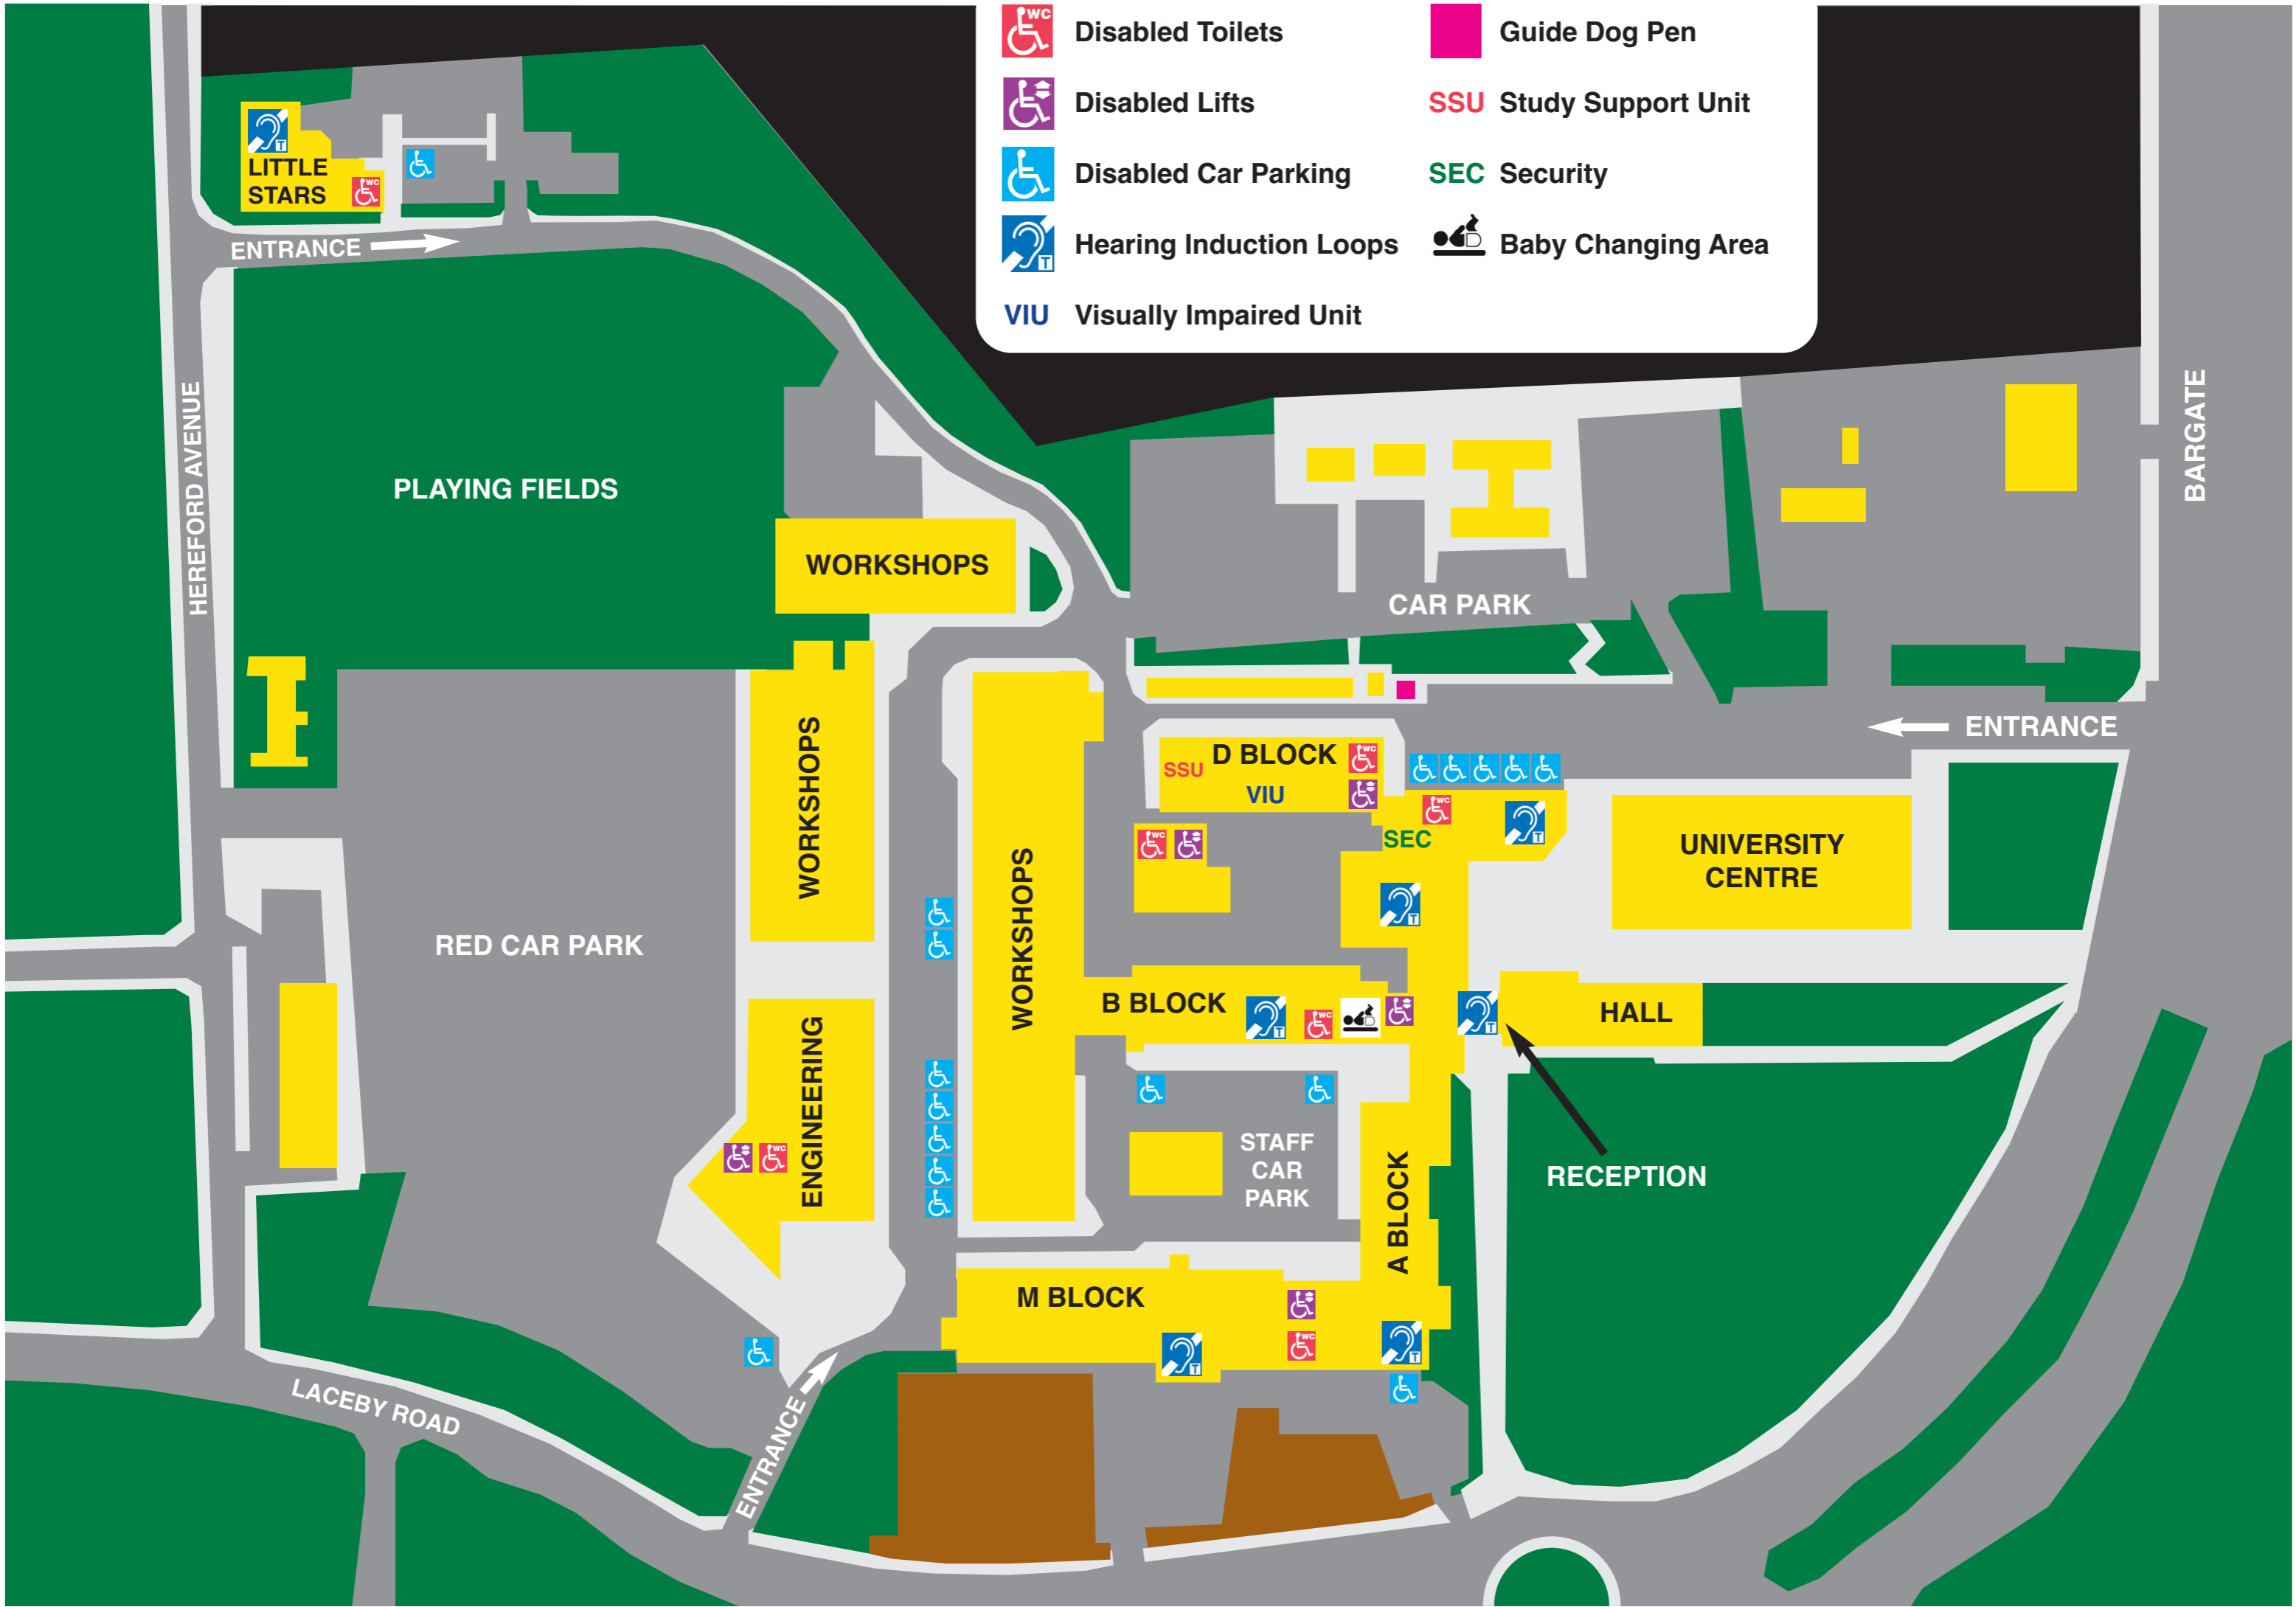 Disabled Toilets
Guide Dog Pen
Disabled Lifts
SSU Study Support Unit
Disabled Car Parking
SEC Security
Hearing Induction Loops
Baby Changing Area
VIU Visually Impaired Unit
LITTLE
STARS
ENTRANCE
HEREFORD AVENUE
PLAYING FIELDS
WORKSHOPS
CAR PARK
BARGATE
ENTRANCE
WORKSHOPS
D BLOCK
SSU
VIU
SEC
UNIVERSITY
CENTRE
RED CAR PARK
WORKSHOPS
B BLOCK
HALL
ENGINEERING
STAFF
CAR
PARK
A BLOCK
RECEPTION
M BLOCK
LACEBY ROAD
ENTRANCE